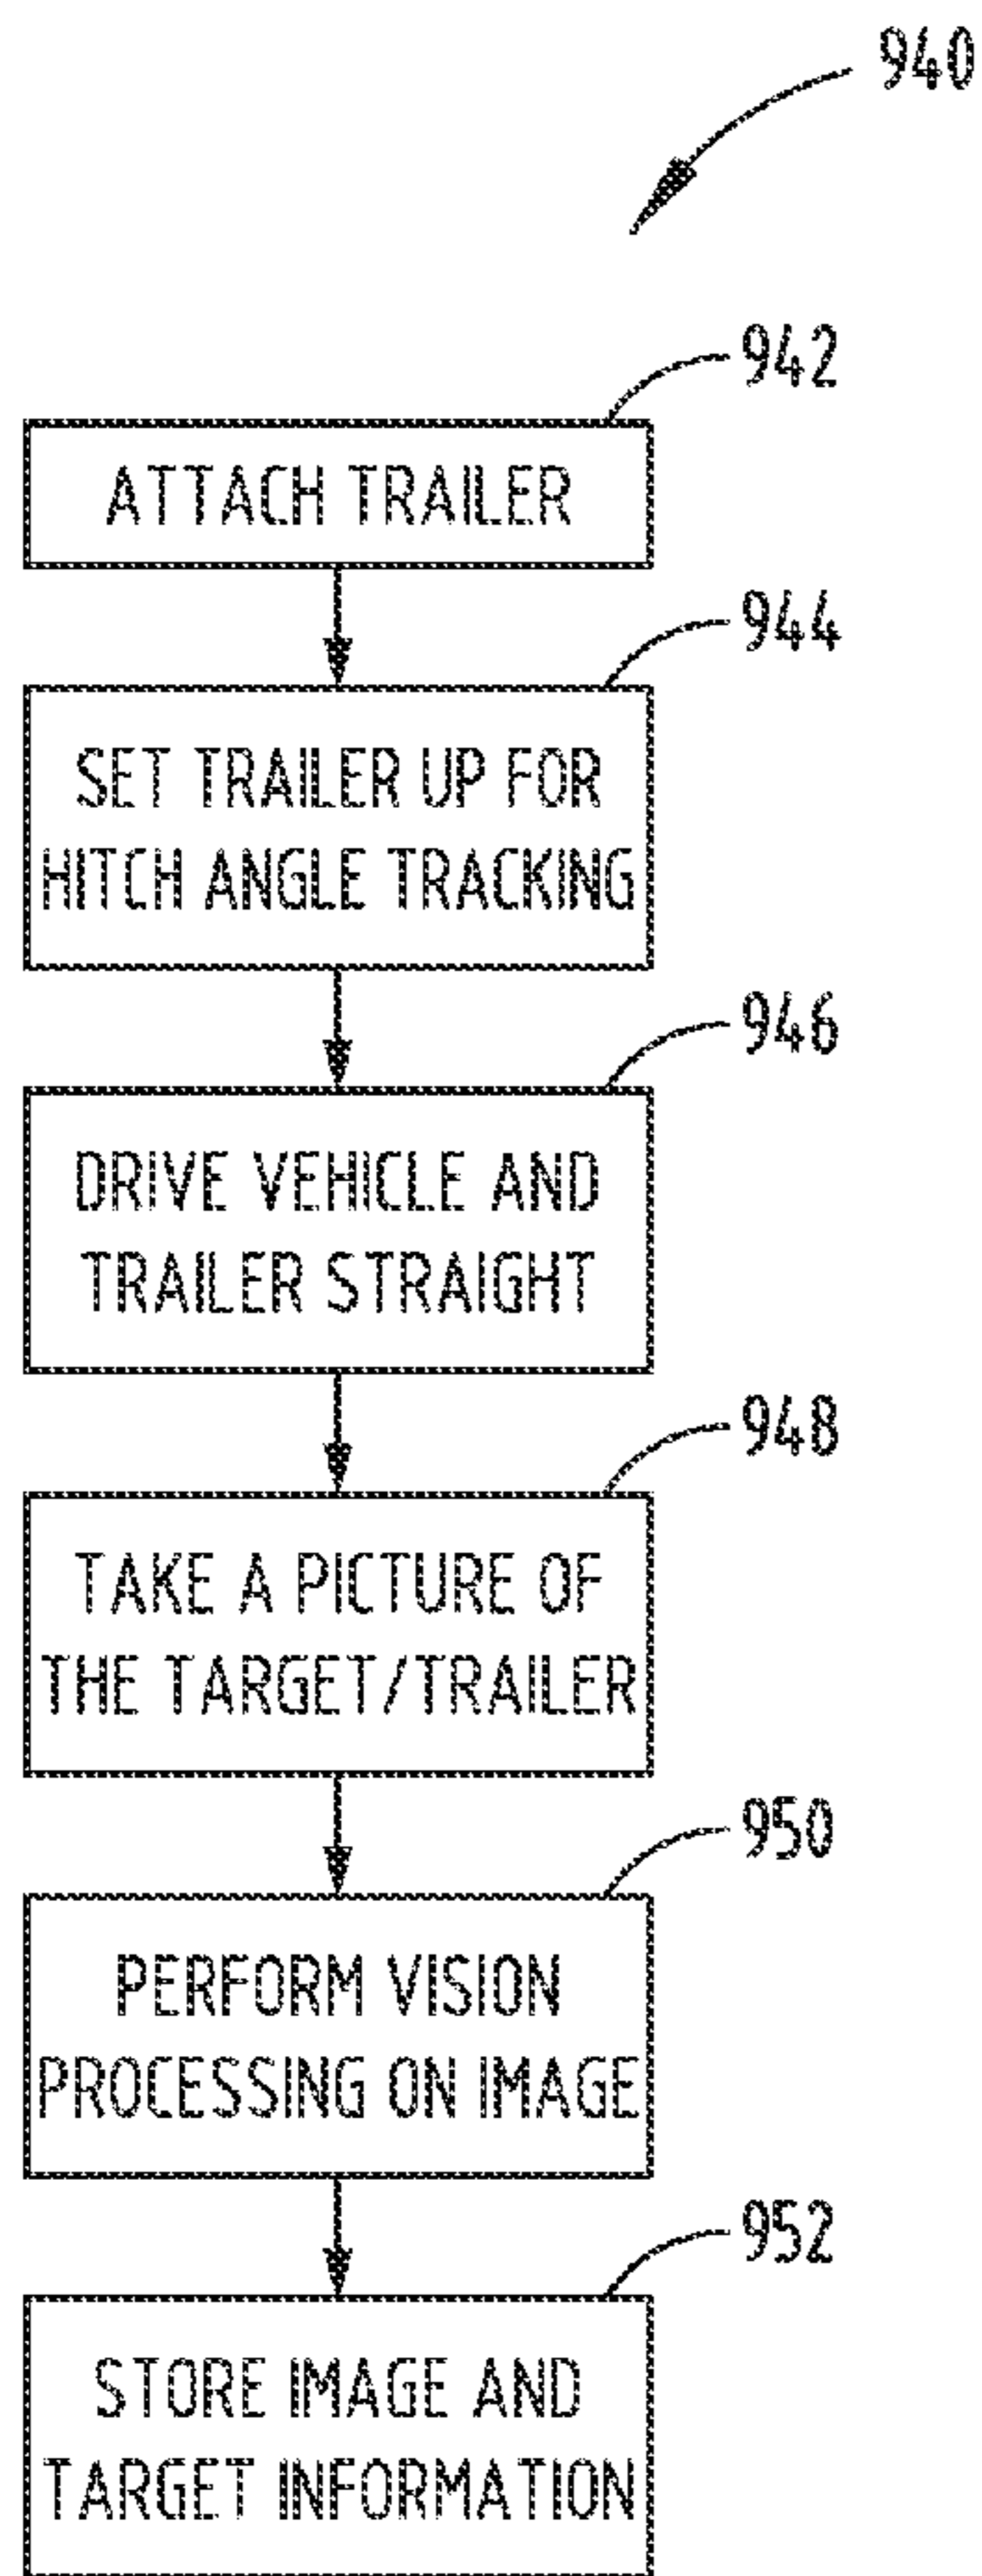 940
942
ATTACH TRAILER
944
SET TRAILER UP FOR
HITCH ANGLE TRACKING
946
DRIVE VEHICLE AND
TRAILER STRAIGHT
948
TAKE A PICTURE OF
THE TARGET/TRAILER
950
PERFORM VISION
PROCESSING ON IMAGE
952
STORE IMAGE AND
TARGET INFORMATION